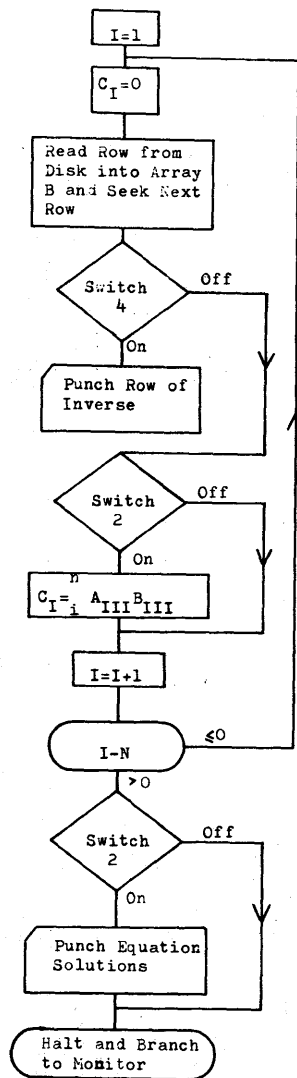 I=1
C_I=0
Read Row from
Disk into Array
B and Seek Next
Row
Switch
4
Off
On
Punch Row of
Inverse
Switch
2
Off
On
n
C_I= A_III B_III
i
I=I+1
I-N
≤0
>0
Switch
2
Off
On
Punch Equation
Solutions
Halt and Branch
to Monitor